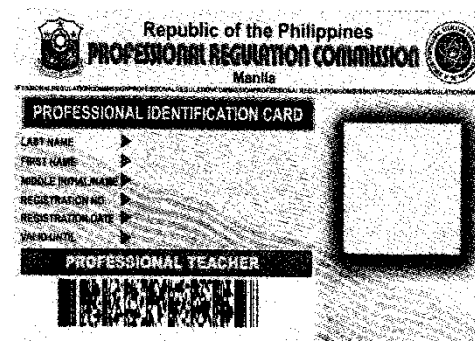 Republic of the Philippines
PROFESSIONAL REGULATION COMMISSION
Manila
PROFESSIONAL IDENTIFICATION CARD
LAST NAME
FIRST NAME
MIDDLE INITIAL/NAME
REGISTRATION NO.
REGISTRATION DATE
VALID UNTIL
PROFESSIONAL TEACHER